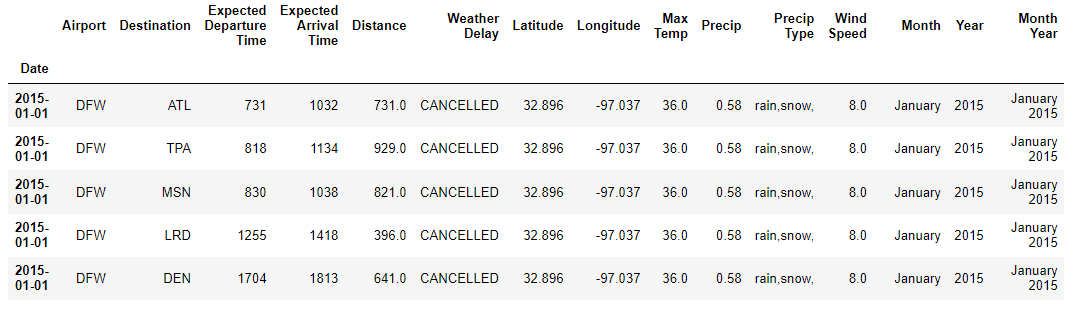 Airport Destination Expected Departure Time Expected Arrival Time Distance Weather Delay Latitude Longitude Max Temp Precip Precip Type Wind Speed Month Year Month Year
Date
2015-01-01 DFW ATL 731 1032 731.0 CANCELLED 32.896 -97.037 36.0 0.58 rain,snow, 8.0 January 2015 January 2015
2015-01-01 DFW TPA 818 1134 929.0 CANCELLED 32.896 -97.037 36.0 0.58 rain,snow, 8.0 January 2015 January 2015
2015-01-01 DFW MSN 830 1038 821.0 CANCELLED 32.896 -97.037 36.0 0.58 rain,snow, 8.0 January 2015 January 2015
2015-01-01 DFW LRD 1255 1418 396.0 CANCELLED 32.896 -97.037 36.0 0.58 rain,snow, 8.0 January 2015 January 2015
2015-01-01 DFW DEN 1704 1813 641.0 CANCELLED 32.896 -97.037 36.0 0.58 rain,snow, 8.0 January 2015 January 2015